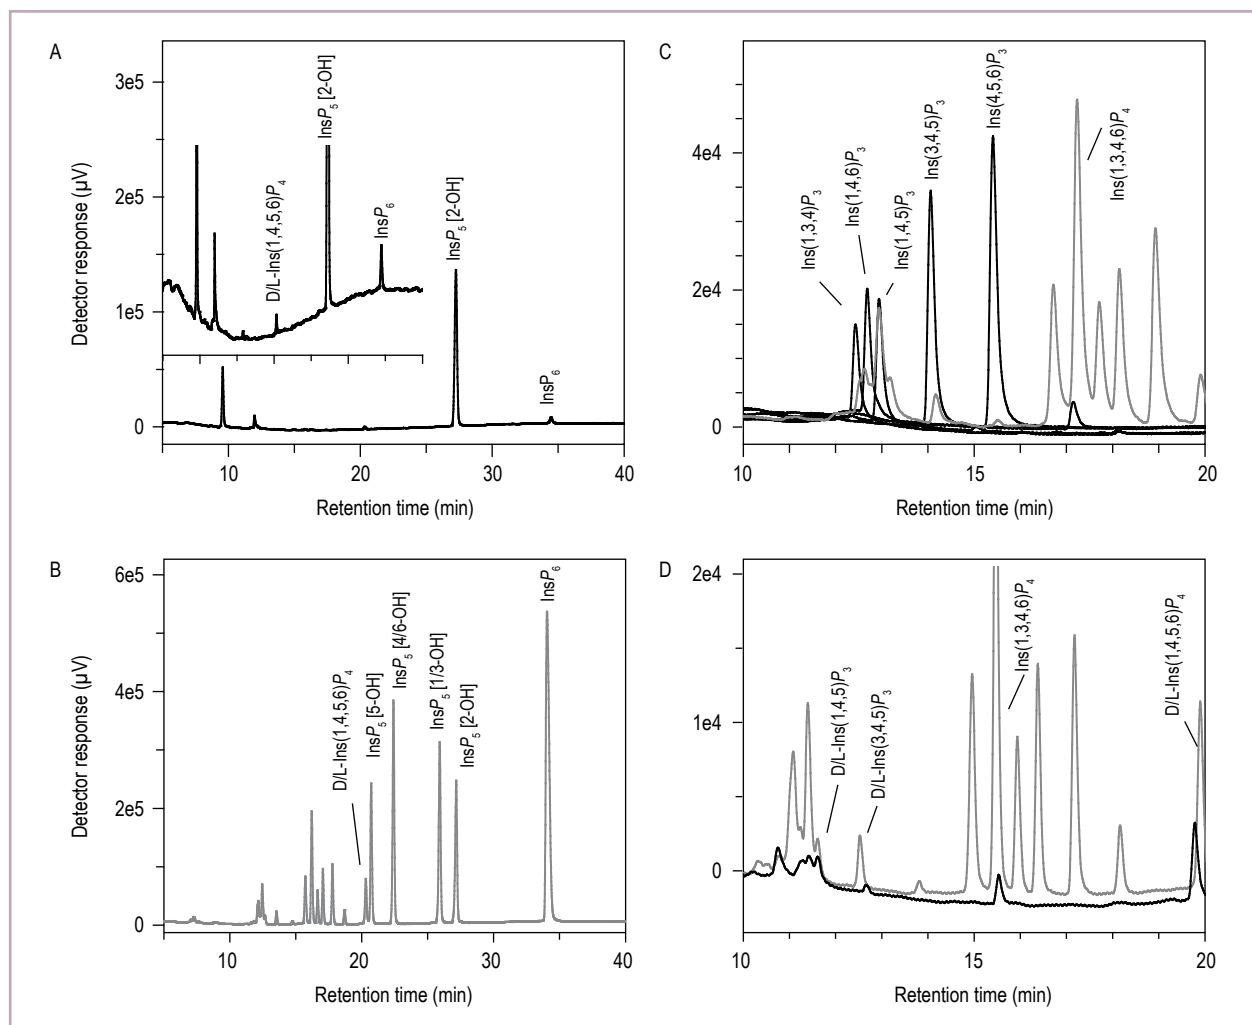 A
3e5
2e5
1e5
0
Detector response (µV)
D/L-Ins(1,4,5,6)P4
InsP5 [2-OH]
InsP6
InsP5 [2-OH]
InsP6
10
20
30
40
Retention time (min)
C
4e4
2e4
0
Ins(1,3,4)P3
Ins(1,4,6)P3
Ins(1,4,5)P3
Ins(3,4,5)P3
Ins(4,5,6)P3
Ins(1,3,4,6)P4
10
15
20
Retention time (min)
B
6e5
4e5
2e5
0
Detector response (µV)
D/L-Ins(1,4,5,6)P4
InsP5 [5-OH]
InsP5 [4/6-OH]
InsP5 [1/3-OH]
InsP5 [2-OH]
InsP6
10
20
30
40
Retention time (min)
D
2e4
1e4
0
D/L-Ins(1,4,5)P3
D/L-Ins(3,4,5)P3
Ins(1,3,4,6)P4
D/L-Ins(1,4,5,6)P4
10
15
20
Retention time (min)